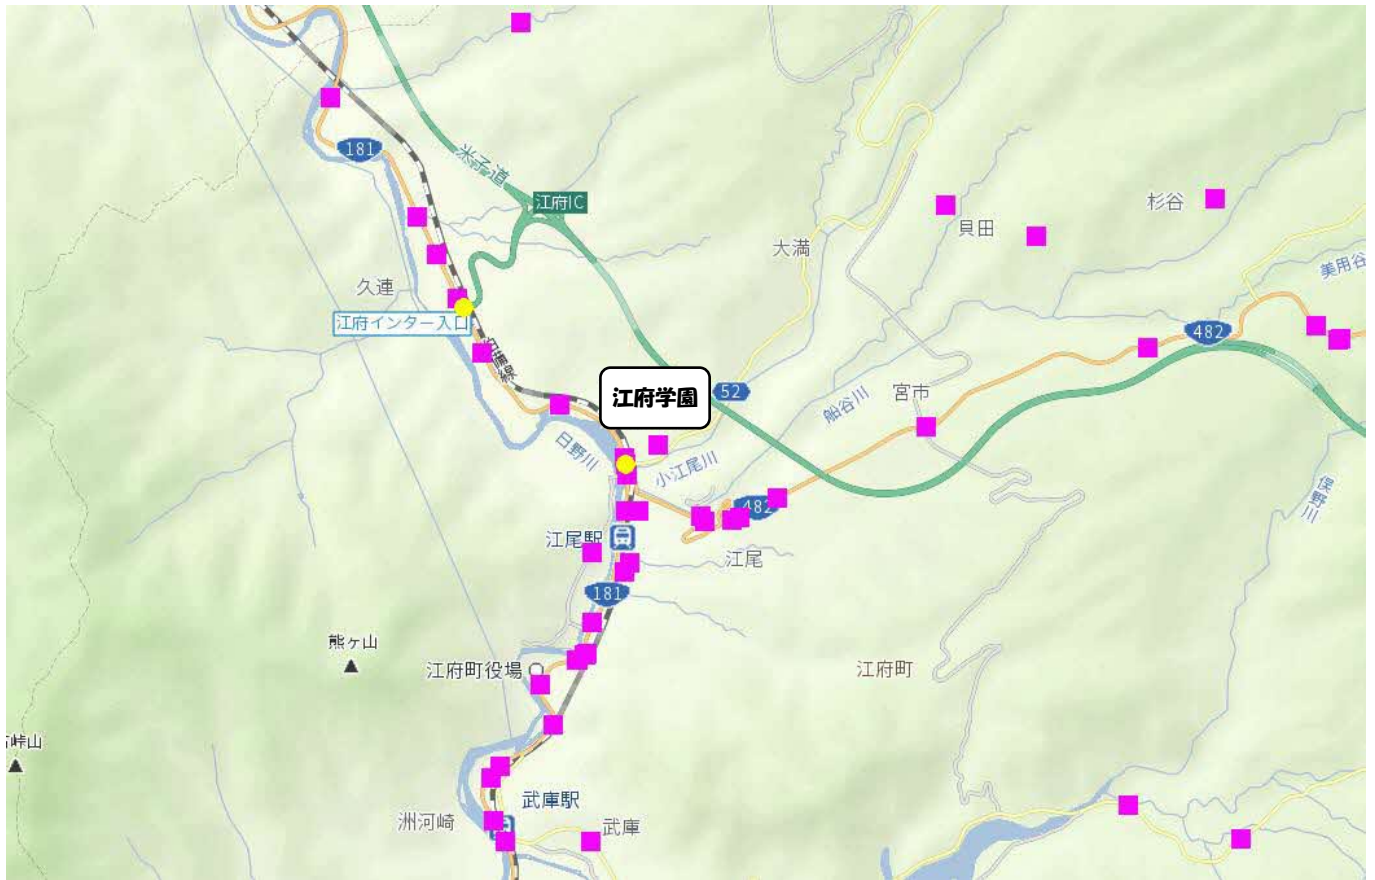 181
米子道
江府IC
大満
貝田
杉谷
美用谷
久連
江府インター入口
伯備線
482
江府学園
52
船谷川
宮市
日野川
小江尾川
482
俣野川
江尾駅
江尾
181
熊ヶ山
江府町役場
江府町
峠山
武庫駅
洲河崎
武庫